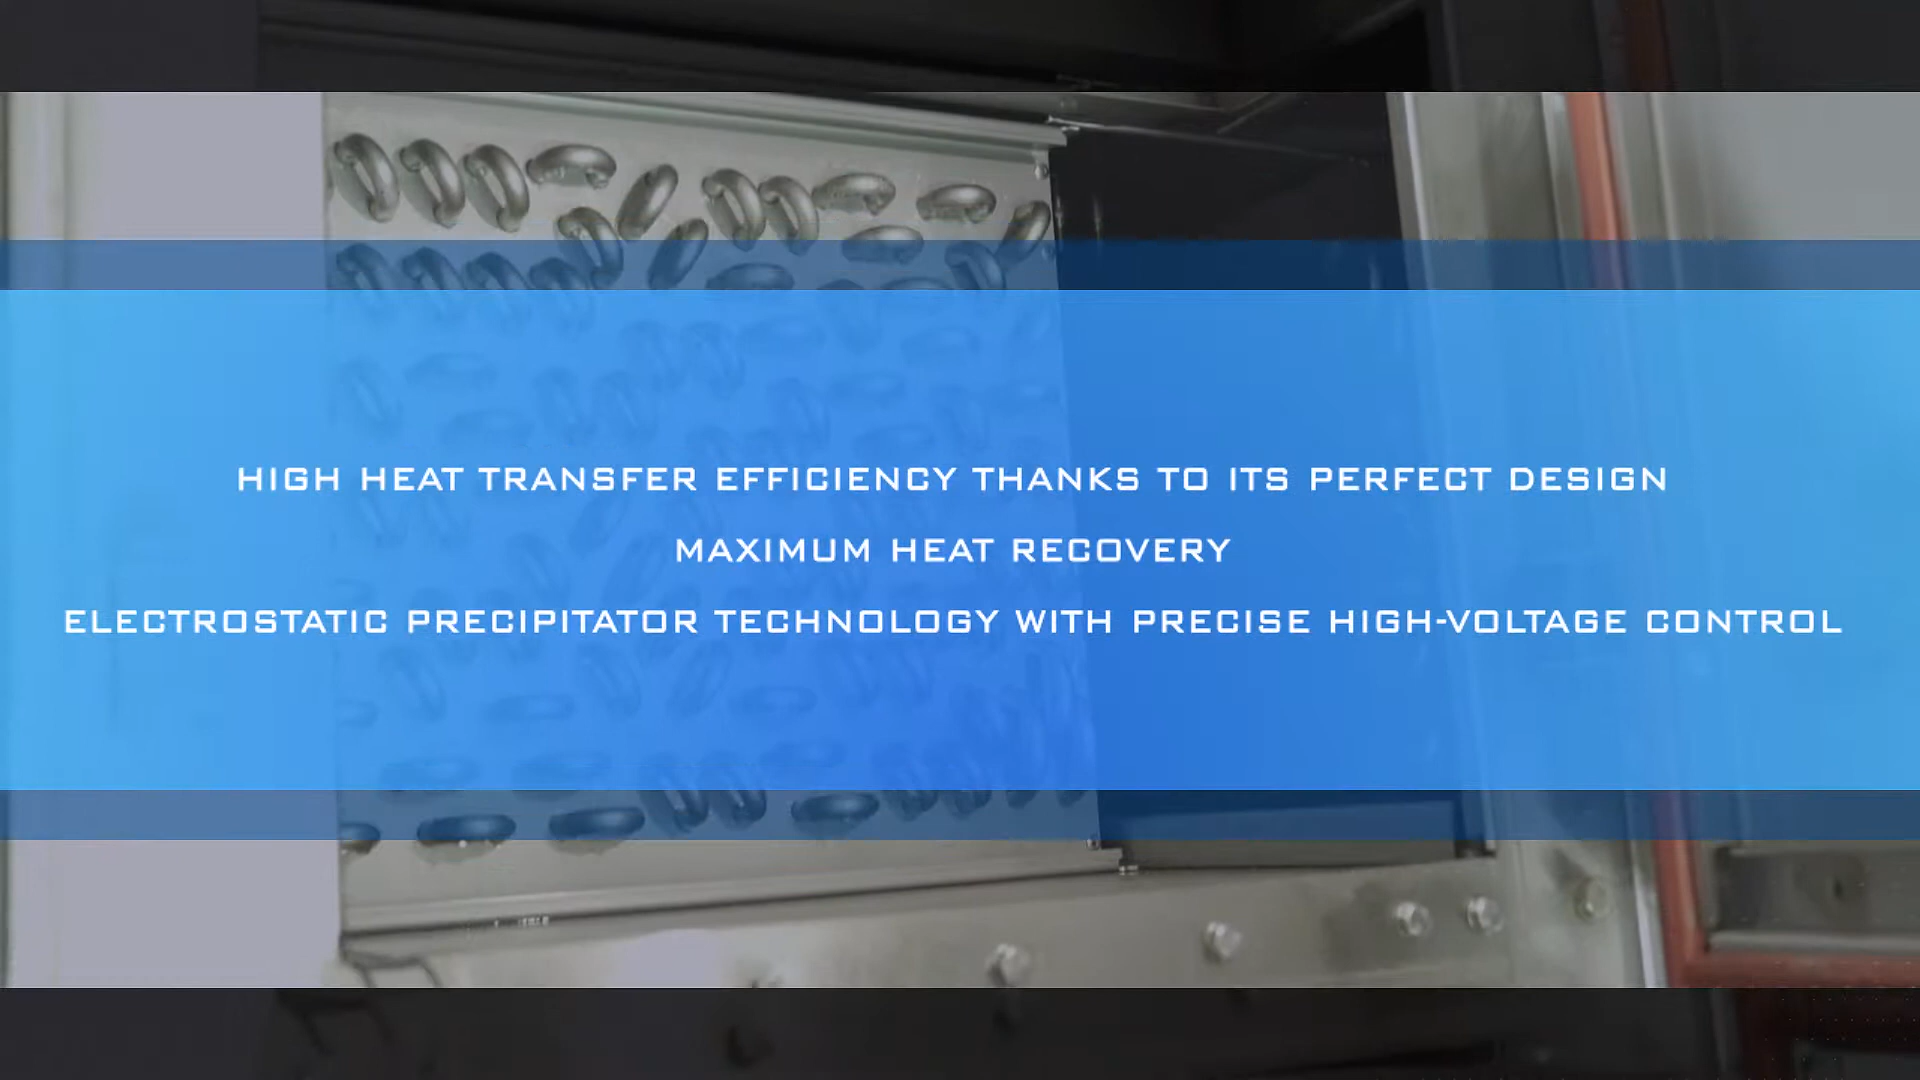 HIGH HEAT TRANSFER EFFICIENCY THANKS TO ITS PERFECT DESIGN
MAXIMUM HEAT RECOVERY
ELECTROSTATIC PRECIPITATOR TECHNOLOGY WITH PRECISE HIGH-VOLTAGE CONTROL